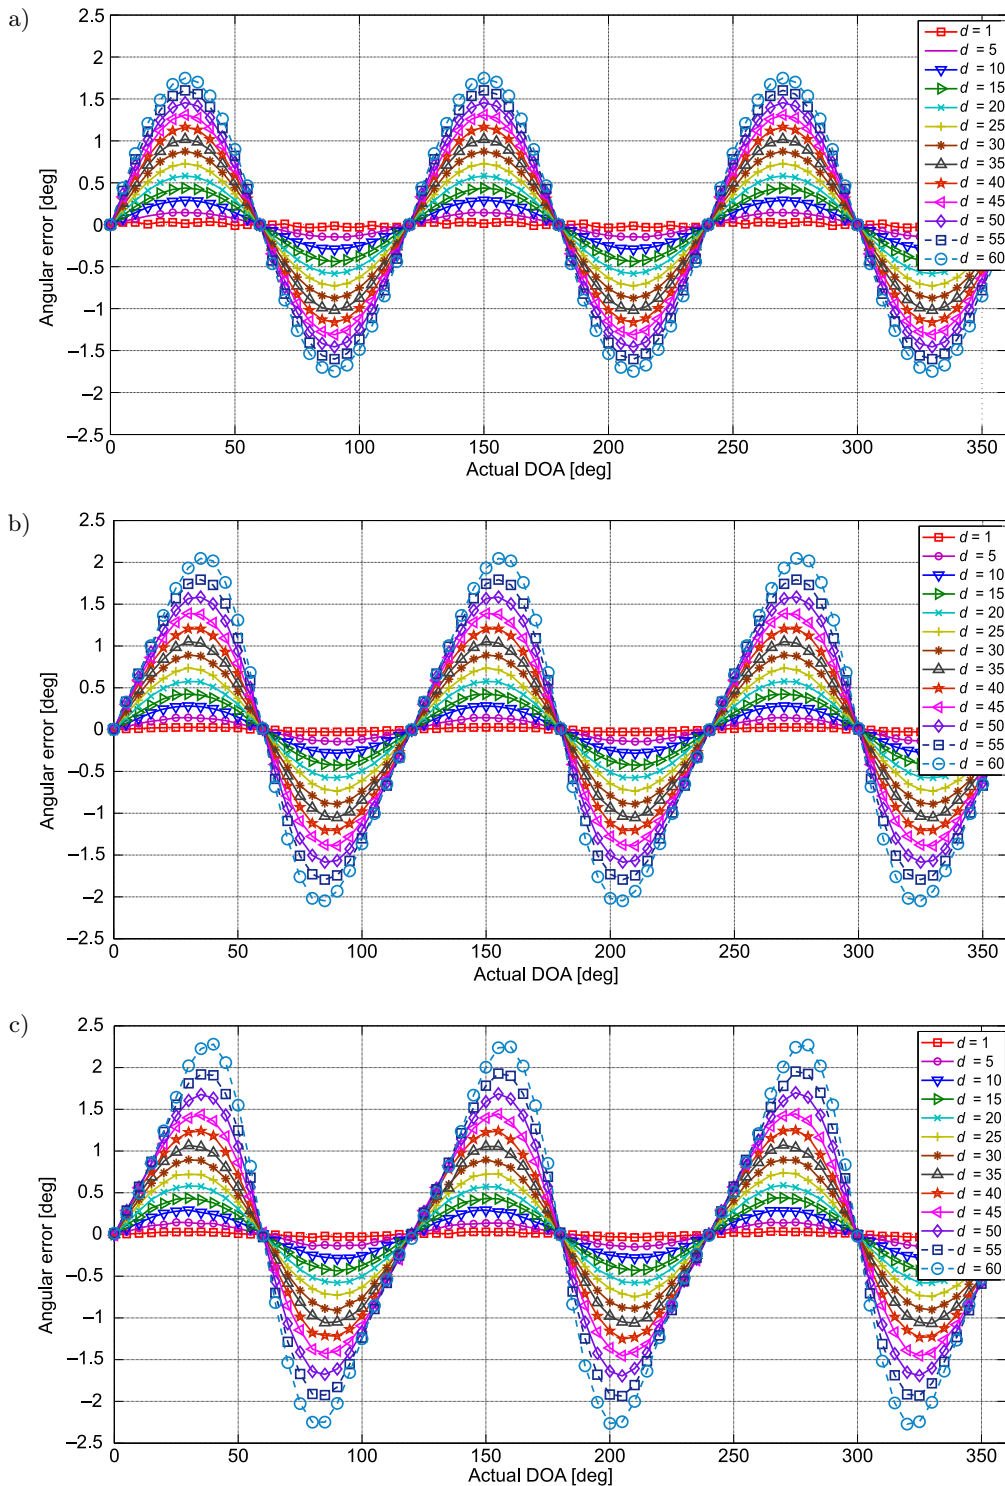 a)
2.5
2
1.5
1
0.5
0
–0.5
–1
–1.5
–2
–2.5
Angular error [deg]
0 50 100 150 200 250 300 350
Actual DOA [deg]
d = 1
d = 5
d = 10
d = 15
d = 20
d = 25
d = 30
d = 35
d = 40
d = 45
d = 50
d = 55
d = 60
b)
2.5
2
1.5
1
0.5
0
–0.5
–1
–1.5
–2
–2.5
Angular error [deg]
0 50 100 150 200 250 300 350
Actual DOA [deg]
d = 1
d = 5
d = 10
d = 15
d = 20
d = 25
d = 30
d = 35
d = 40
d = 45
d = 50
d = 55
d = 60
c)
2.5
2
1.5
1
0.5
0
–0.5
–1
–1.5
–2
–2.5
Angular error [deg]
0 50 100 150 200 250 300 350
Actual DOA [deg]
d = 1
d = 5
d = 10
d = 15
d = 20
d = 25
d = 30
d = 35
d = 40
d = 45
d = 50
d = 55
d = 60